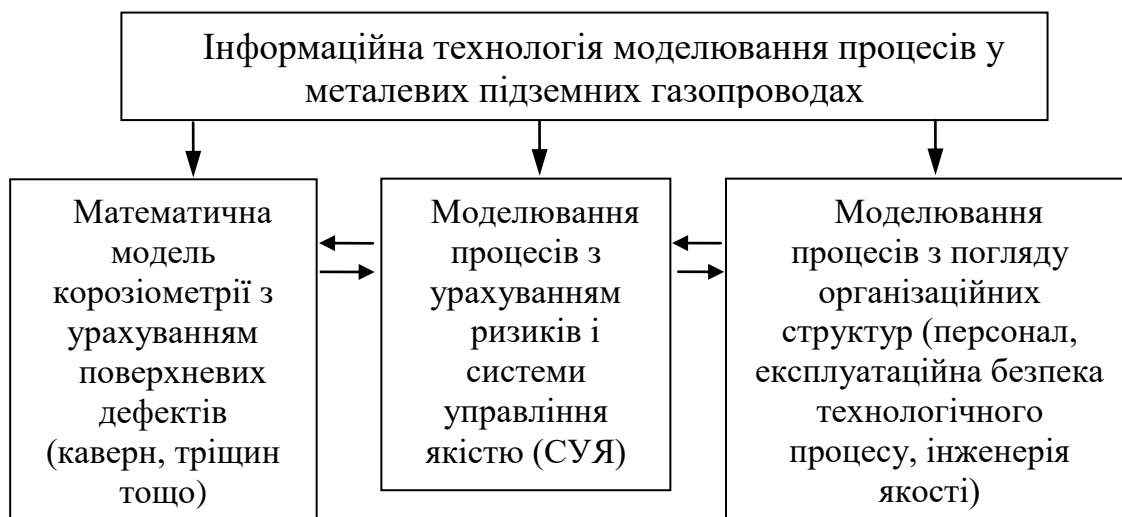 Інформаційна технологія моделювання процесів у
металевих підземних газопроводах
Математична
модель
корозіометрії з
урахуванням
поверхневих
дефектів
(каверн, тріщин
тощо)
Моделювання
процесів з
урахуванням
ризиків і
системи
управління
якістю (СУЯ)
Моделювання
процесів з погляду
організаційних
структур (персонал,
експлуатаційна безпека
технологічного
процесу, інженерія
якості)